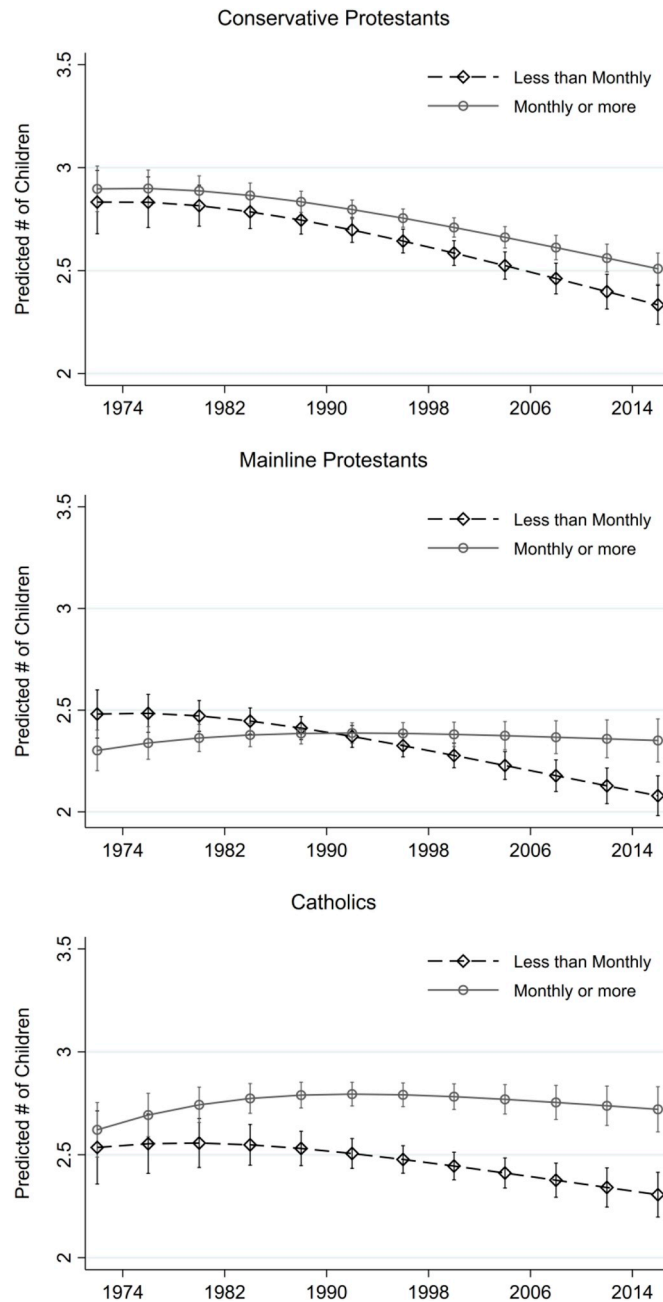 Conservative Protestants
Predicted # of Children
3.5
3
2.5
2
Less than Monthly
Monthly or more
1974 1982 1990 1998 2006 2014
Mainline Protestants
Predicted # of Children
3.5
3
2.5
2
Less than Monthly
Monthly or more
1974 1982 1990 1998 2006 2014
Catholics
Predicted # of Children
3.5
3
2.5
2
Less than Monthly
Monthly or more
1974 1982 1990 1998 2006 2014